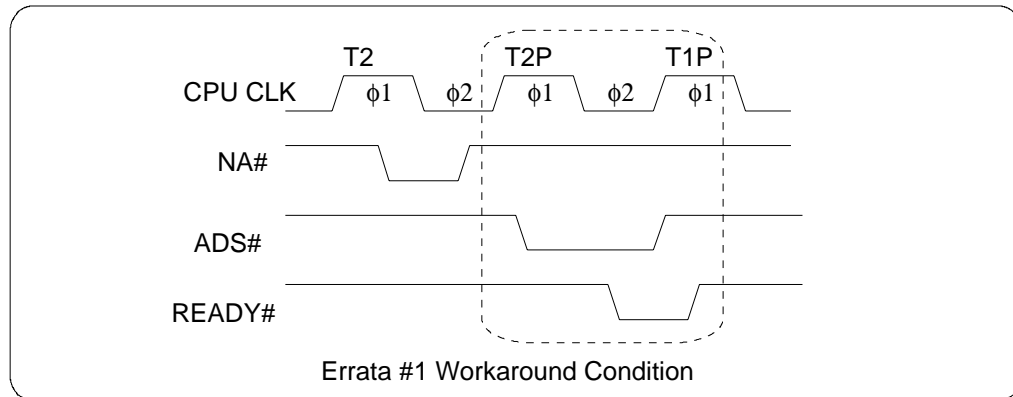 T2 T2P T1P
CPU CLK ϕ1 ϕ2 ϕ1 ϕ2 ϕ1
NA#
ADS#
READY#
Errata #1 Workaround Condition